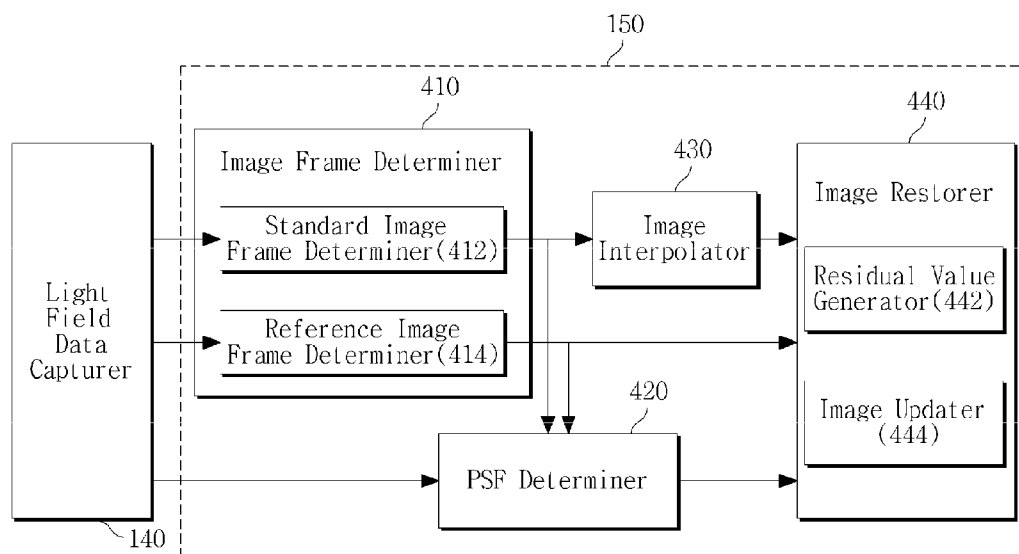 150
410
440
Image Frame Determiner
430
Image Restorer
Standard Image
Frame Determiner(412)
Image
Interpolator
Light
Field
Data
Capturer
Residual Value
Generator(442)
Reference Image
Frame Determiner(414)
420
Image Updater
(444)
PSF Determiner
140